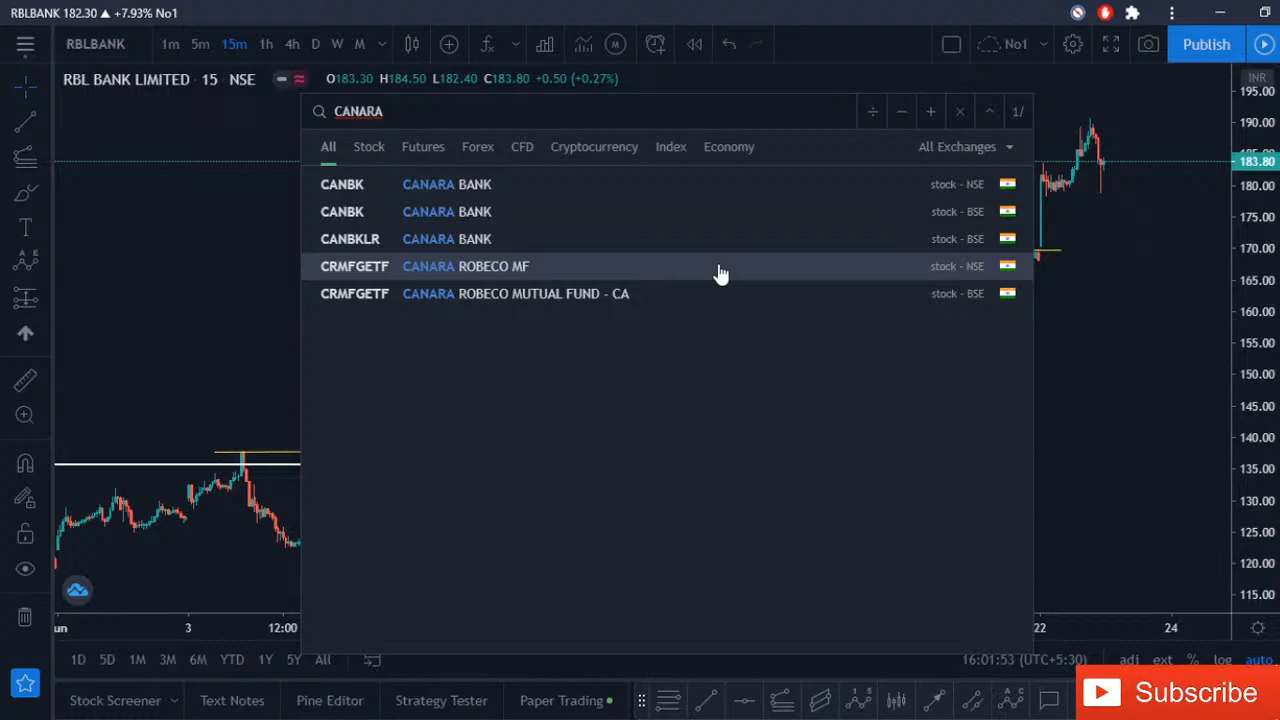 RBLBANK 182.30 ▲ +7.93% No1
RBLBANK 1m 5m 15m 1h 4h D W M No1 Publish
RBL BANK LIMITED · 15 · NSE O183.30 H184.50 L182.40 C183.80 +0.50 (+0.27%) INR
CANARA 1/
All Stock Futures Forex CFD Cryptocurrency Index Economy All Exchanges
CANBK CANARA BANK stock - NSE
CANBK CANARA BANK stock - BSE
CANBKLR CANARA BANK stock - BSE
CRMFGETF CANARA ROBECO MF stock - NSE
CRMFGETF CANARA ROBECO MUTUAL FUND - CA stock - BSE
195.00
190.00
183.80
180.00
175.00
170.00
165.00
160.00
155.00
150.00
145.00
140.00
135.00
130.00
125.00
120.00
115.00
un 3 12:00 22 24
1D 5D 1M 3M 6M YTD 1Y 5Y All 16:01:53 (UTC+5:30) adj ext % log auto
Stock Screener Text Notes Pine Editor Strategy Tester Paper Trading
Subscribe